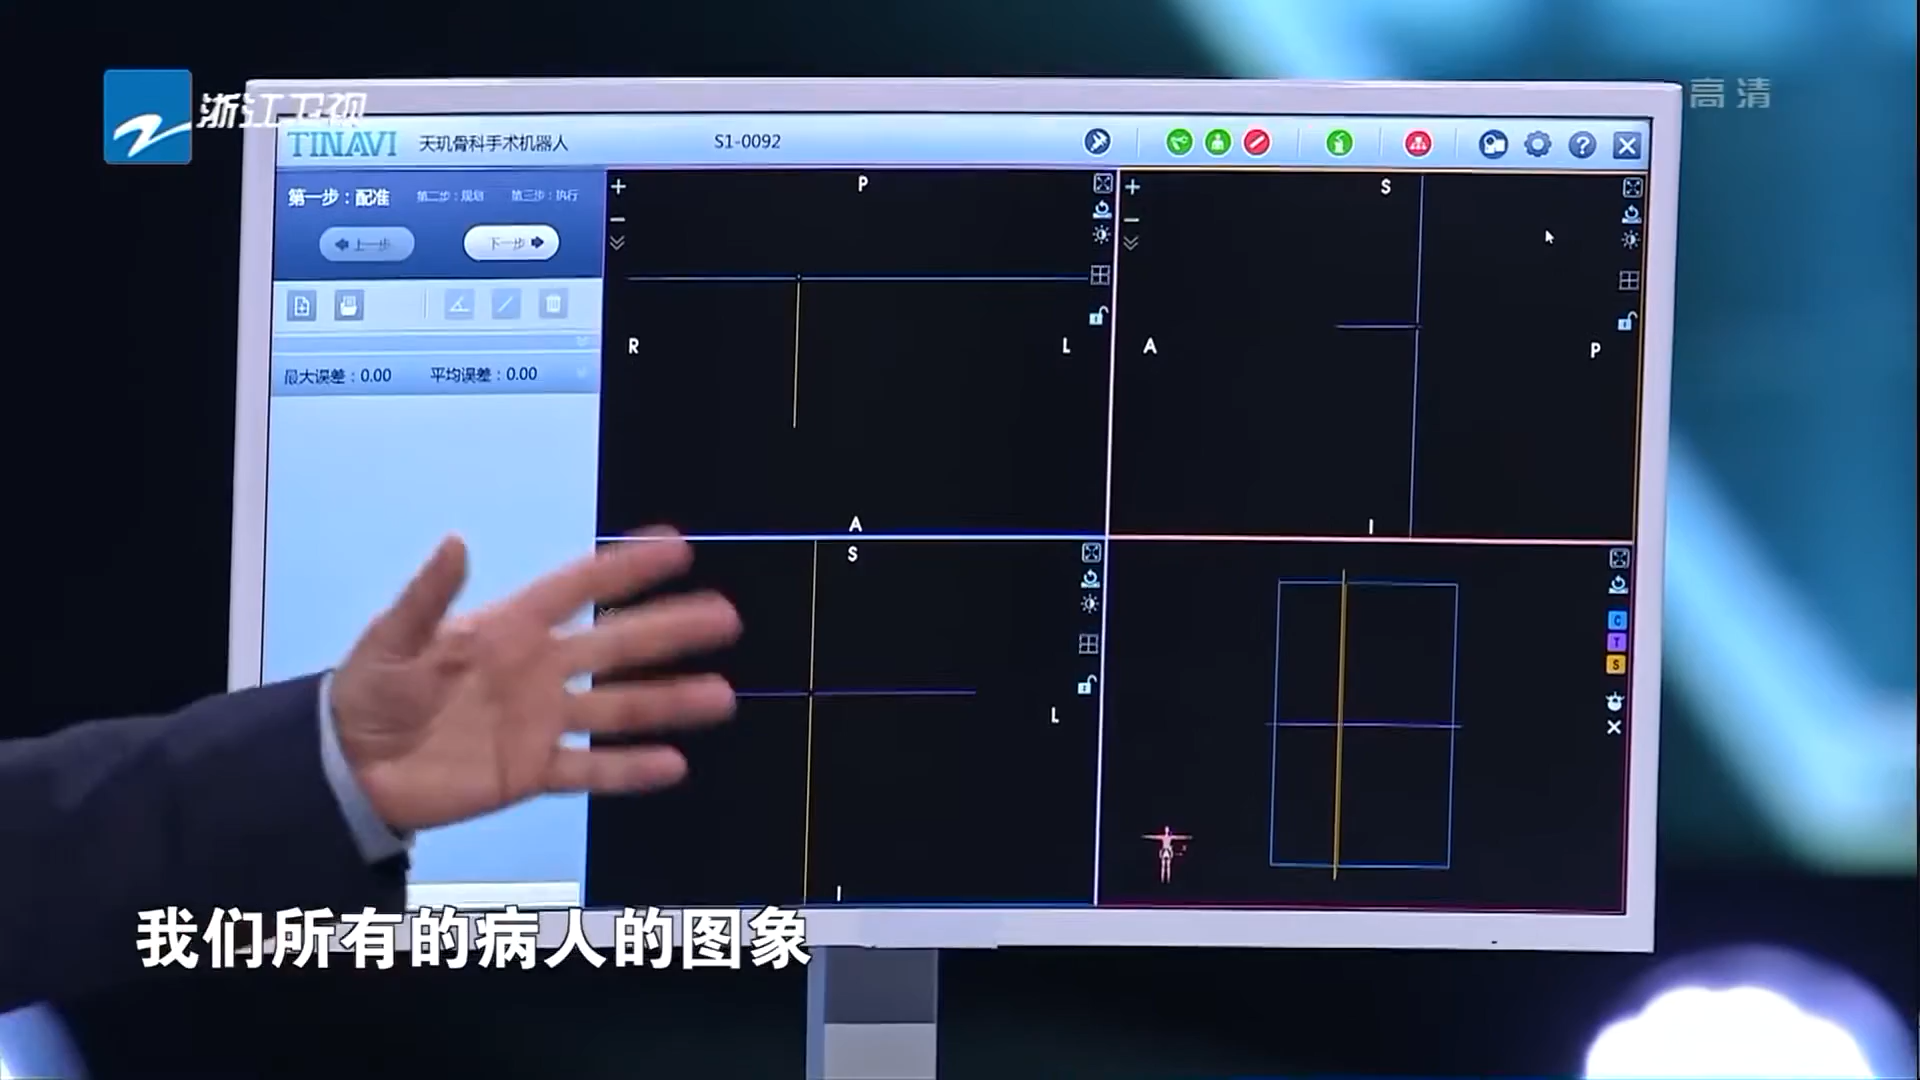 浙江卫视
高清
TINAVI 天玑骨科手术机器人 S1-0092
第一步：配准 第二步：规划 第三步：执行
上一步 下一步
最大误差：0.00 平均误差：0.00
P
R
L
A
S
A
P
I
S
L
I
C
T
S
我们所有的病人的图象